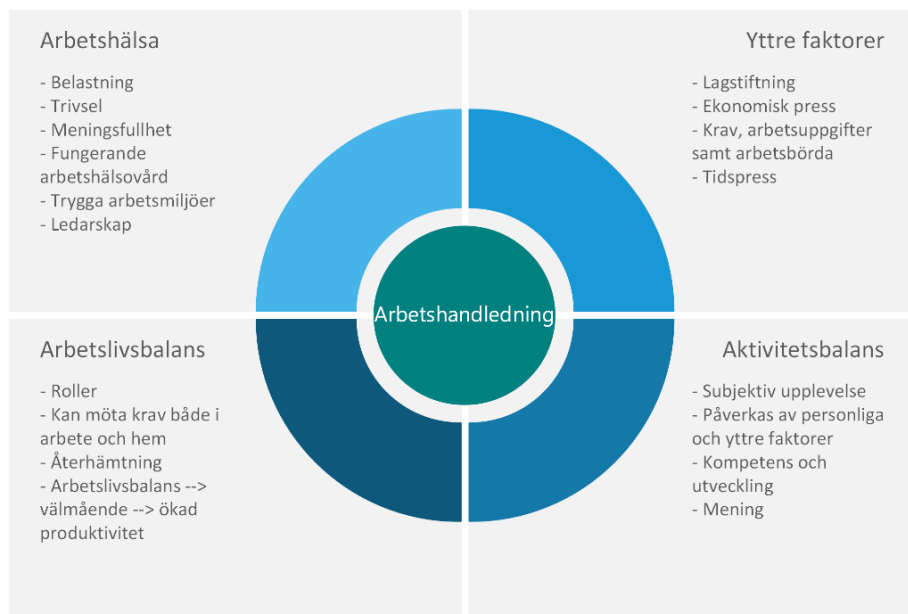 Arbetshälsa
- Belastning
- Trivsel
- Meningsfullhet
- Fungerande
arbetshälsovård
- Trygga arbetsmiljöer
- Ledarskap
Yttre faktorer
- Lagstiftning
- Ekonomisk press
- Krav, arbetsuppgifter
samt arbetsbörda
- Tidspress
Arbetshandledning
Arbetslivsbalans
- Roller
- Kan möta krav både i
arbete och hem
- Återhämtning
- Arbetslivsbalans -->
välmående --> ökad
produktivitet
Aktivitetsbalans
- Subjektiv upplevelse
- Påverkas av personliga
och yttre faktorer
- Kompetens och
utveckling
- Mening